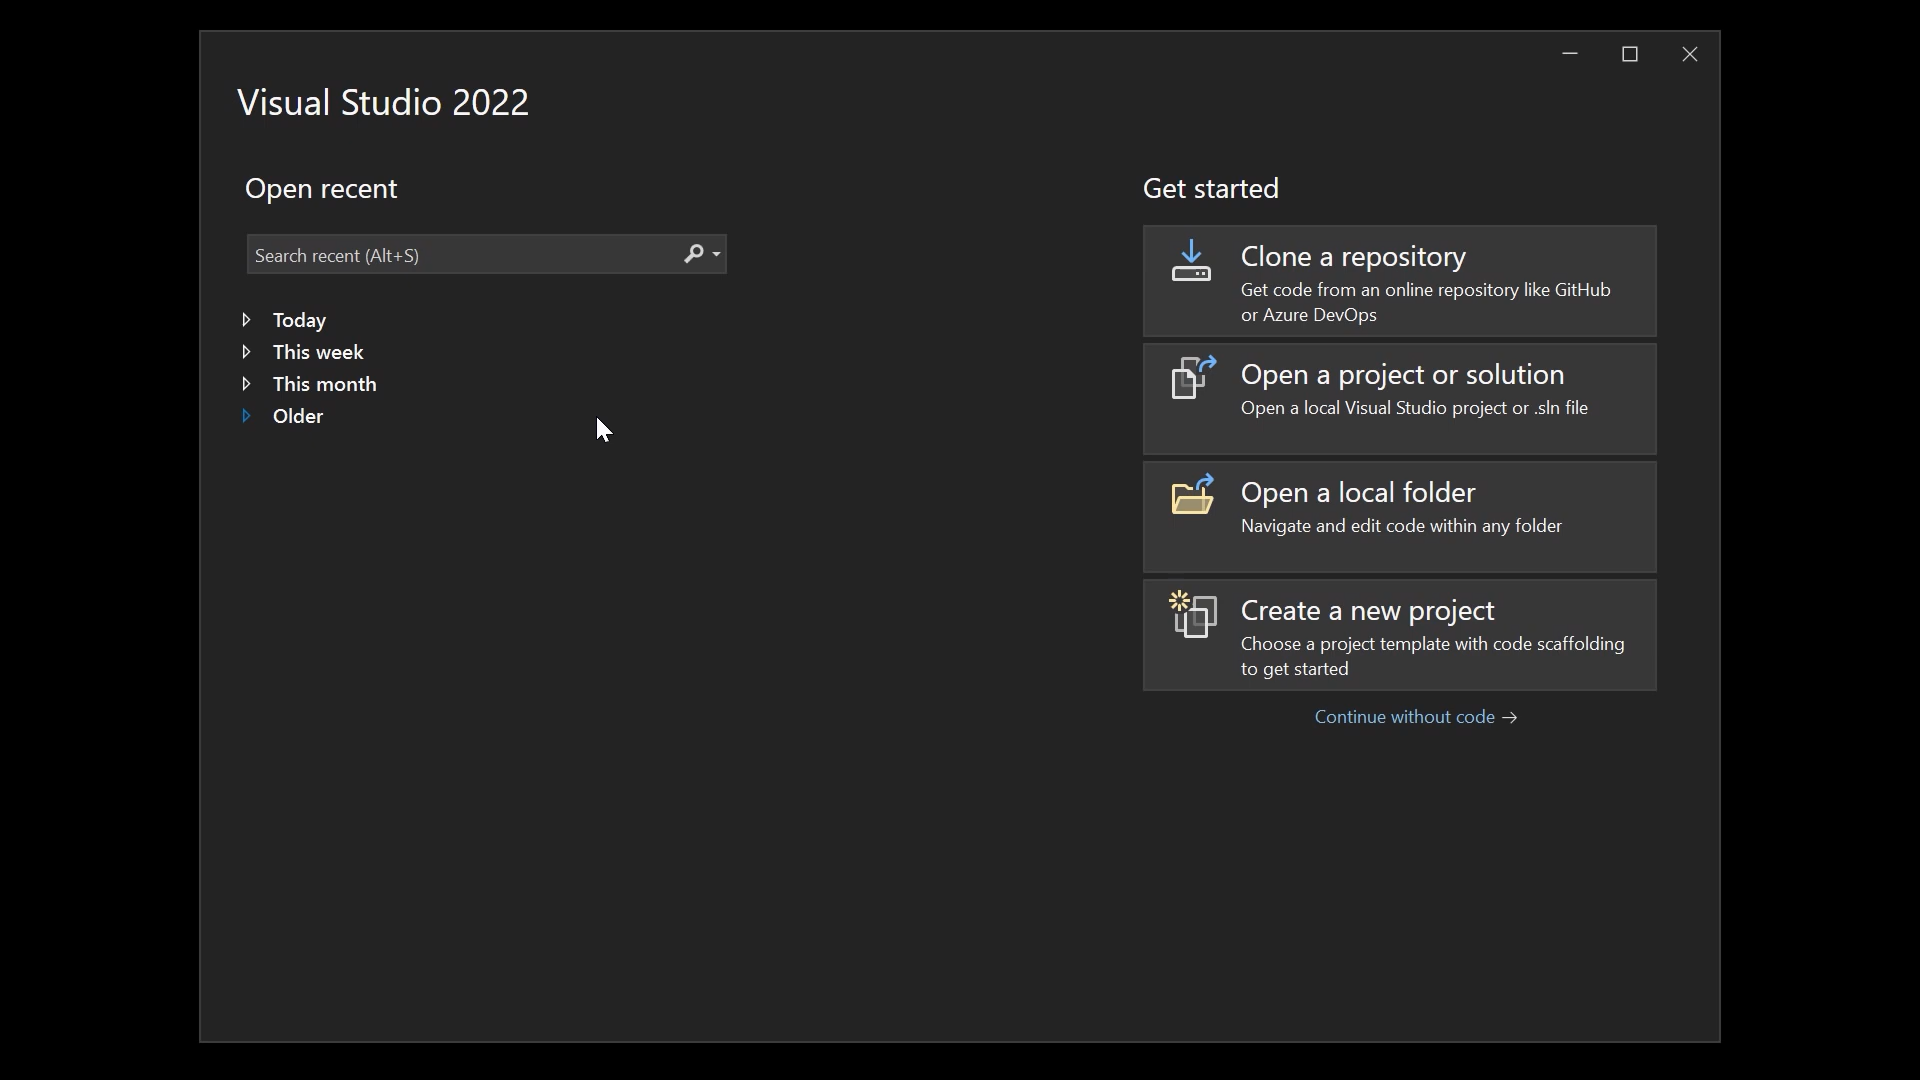 Visual Studio 2022
Open recent
Search recent (Alt+S)
Today
This week
This month
Older
Get started
Clone a repository
Get code from an online repository like GitHub
or Azure DevOps
Open a project or solution
Open a local Visual Studio project or .sln file
Open a local folder
Navigate and edit code within any folder
Create a new project
Choose a project template with code scaffolding
to get started
Continue without code →